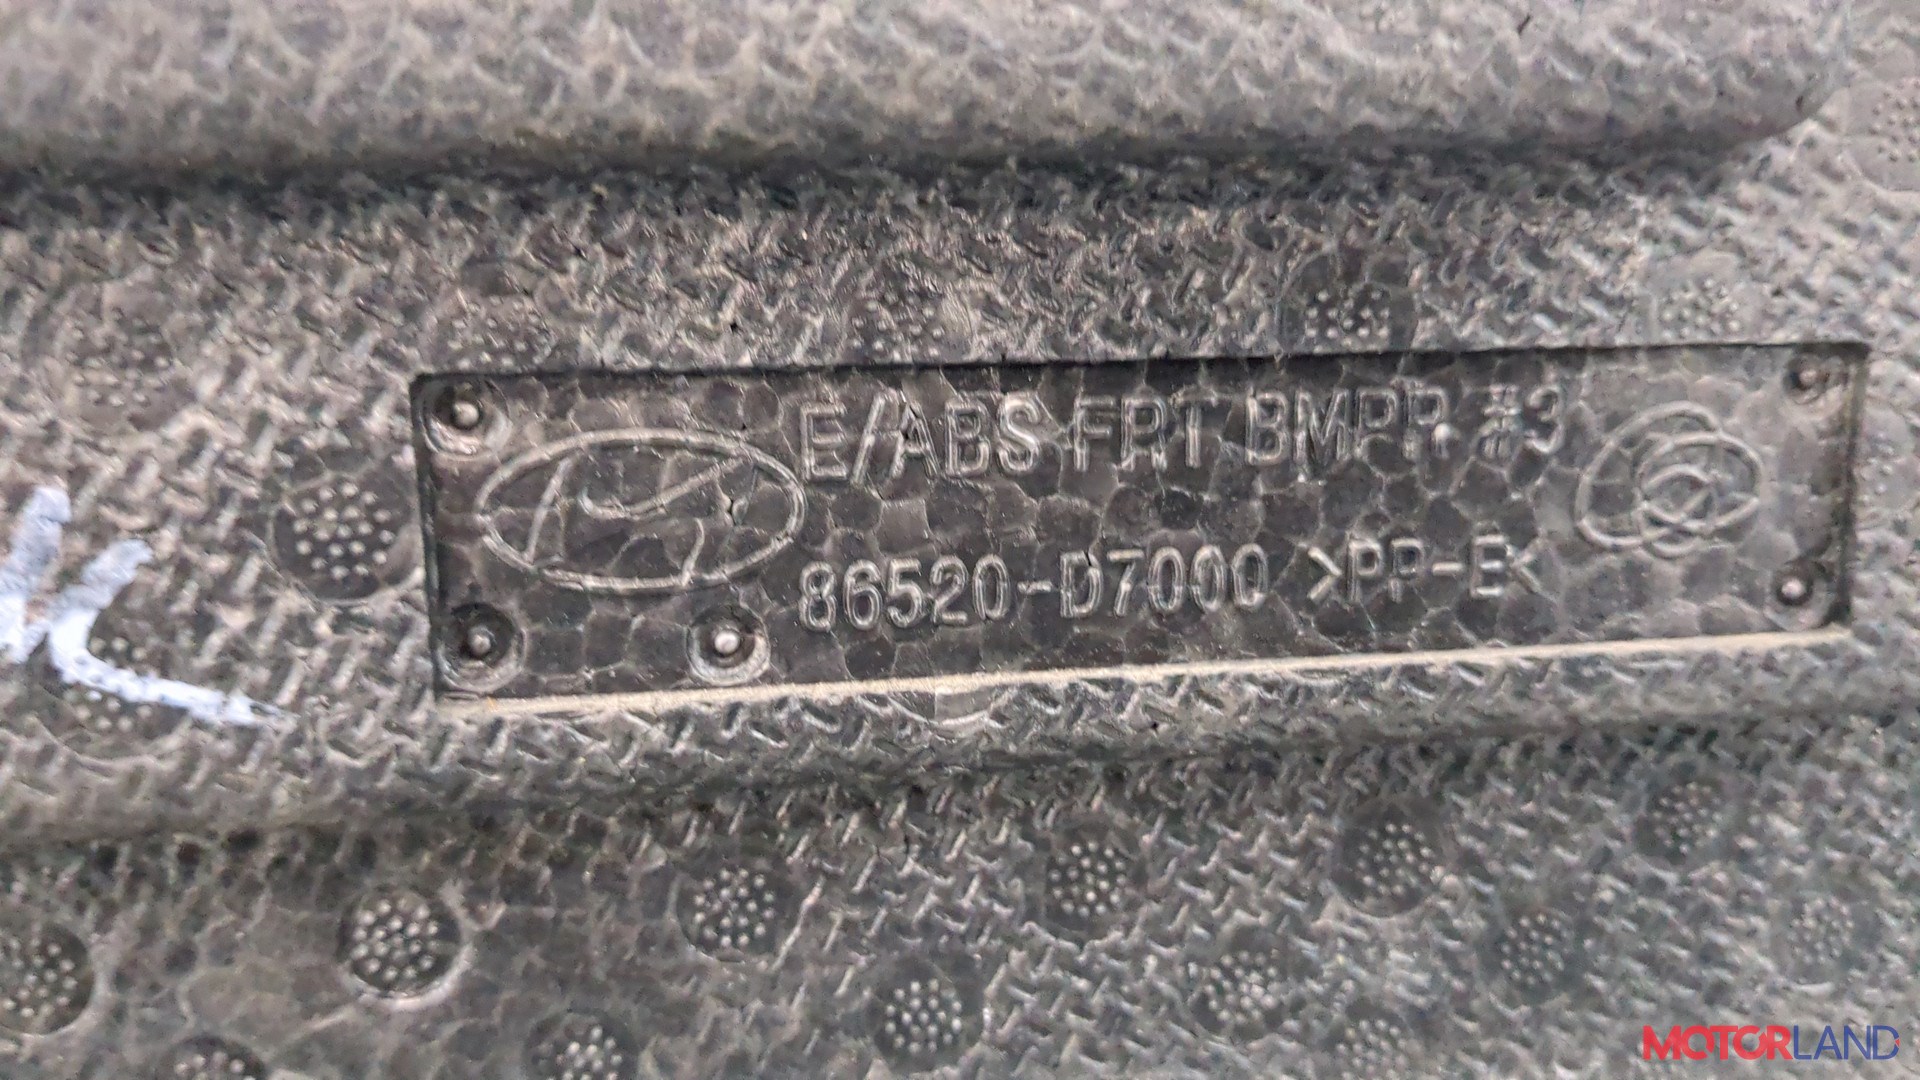 E/ABS FRT BMPR #3
86520-D7000 >PP-E<
MOTORLAND